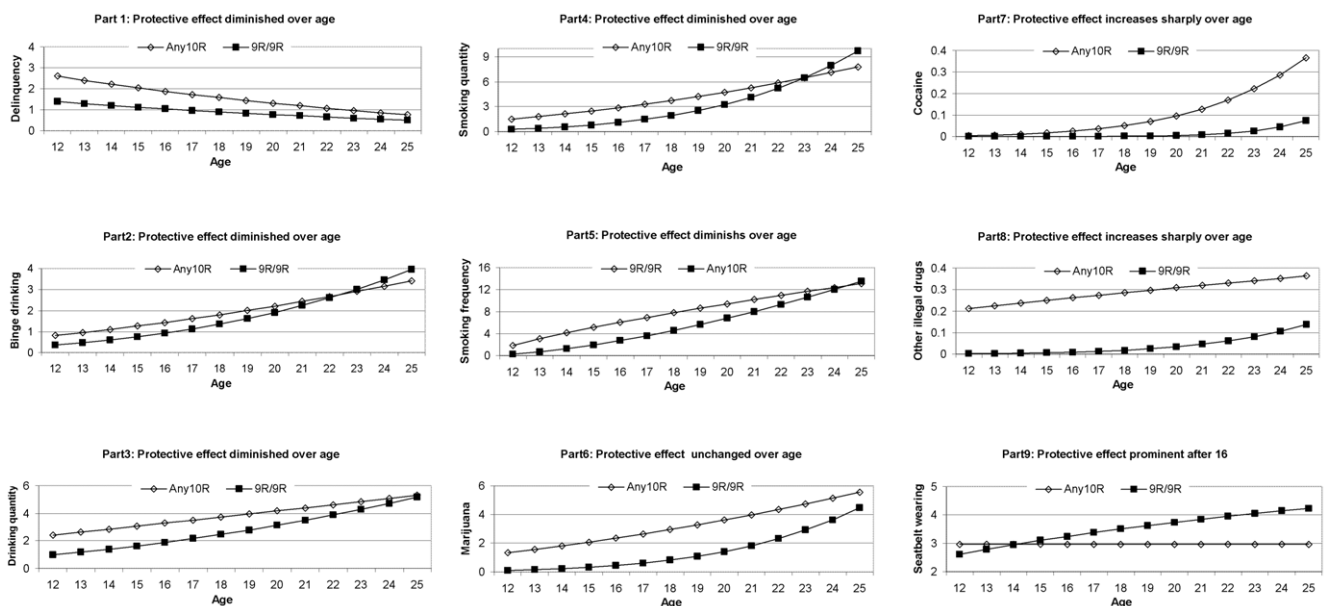 Part 1: Protective effect diminished over age
Any10R 9R/9R
Delinquency
4
3
2
1
0
12 13 14 15 16 17 18 19 20 21 22 23 24 25
Age
Part4: Protective effect diminished over age
Any10R 9R/9R
Smoking quantity
9
6
3
0
12 13 14 15 16 17 18 19 20 21 22 23 24 25
Age
Part7: Protective effect increases sharply over age
Any10R 9R/9R
Cocaine
0.4
0.3
0.2
0.1
0
12 13 14 15 16 17 18 19 20 21 22 23 24 25
Age
Part2: Protective effect diminished over age
Any10R 9R/9R
Binge drinking
4
3
2
1
0
12 13 14 15 16 17 18 19 20 21 22 23 24 25
Age
Part5: Protective effect diminishs over age
9R/9R Any10R
Smoking frequency
16
12
8
4
0
12 13 14 15 16 17 18 19 20 21 22 23 24 25
Age
Part8: Protective effect increases sharply over age
Any10R 9R/9R
Other illegal drugs
0.4
0.3
0.2
0.1
0
12 13 14 15 16 17 18 19 20 21 22 23 24 25
Age
Part3: Protective effect diminished over age
Any10R 9R/9R
Drinking quantity
6
4
2
0
12 13 14 15 16 17 18 19 20 21 22 23 24 25
Age
Part6: Protective effect unchanged over age
Any10R 9R/9R
Marijuana
6
4
2
0
12 13 14 15 16 17 18 19 20 21 22 23 24 25
Age
Part9: Protective effect prominent after 16
Any10R 9R/9R
Seatbelt wearing
5
4
3
2
12 13 14 15 16 17 18 19 20 21 22 23 24 25
Age